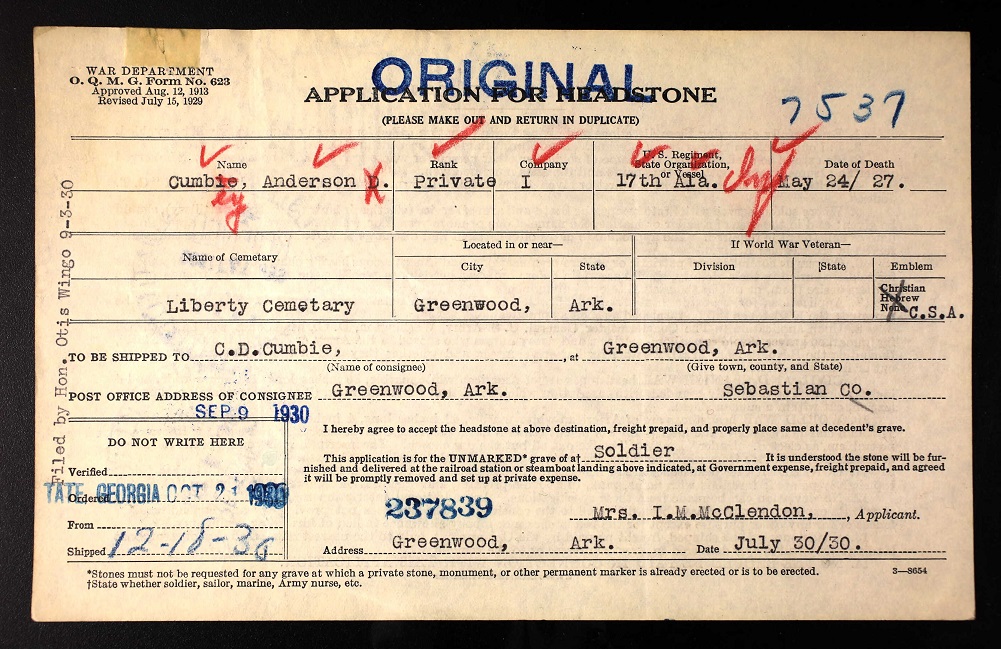 WAR DEPARTMENT
O. Q. M. G. Form No. 623
Approved Aug. 12, 1913
Revised July 15, 1929
ORIGINAL
APPLICATION FOR HEADSTONE
(PLEASE MAKE OUT AND RETURN IN DUPLICATE)
7537
Name Rank Company U. S. Regiment, State Organization, or Vessel Date of Death
Cumbie, Anderson D. Private I 17th Ala. Inf May 24/ 27.
ey
Name of Cemetary Located in or near— If World War Veteran—
City State Division State Emblem
Liberty Cemetary Greenwood, Ark. Christian
Hebrew
None C.S.A.
TO BE SHIPPED TO C.D.Cumbie, , at Greenwood, Ark.
(Name of consignee) (Give town, county, and State)
POST OFFICE ADDRESS OF CONSIGNEE Greenwood, Ark. Sebastian Co.
SEP 9 1930
I hereby agree to accept the headstone at above destination, freight prepaid, and properly place same at decedent's grave.
DO NOT WRITE HERE
This application is for the UNMARKED* grave of a† Soldier It is understood the stone will be fur-
nished and delivered at the railroad station or steamboat landing above indicated, at Government expense, freight prepaid, and agreed
it will be promptly removed and set up at private expense.
Verified
Ordered TATE, GEORGIA OCT 21 1930
237839 Mrs. I.M.McClendon, , Applicant.
From
Shipped 12-18-30
Address Greenwood, Ark. Date July 30/30.
*Stones must not be requested for any grave at which a private stone, monument, or other permanent marker is already erected or is to be erected. 3—8654
†State whether soldier, sailor, marine, Army nurse, etc.
Filed by Hon. Otis Wingo 9-3-30